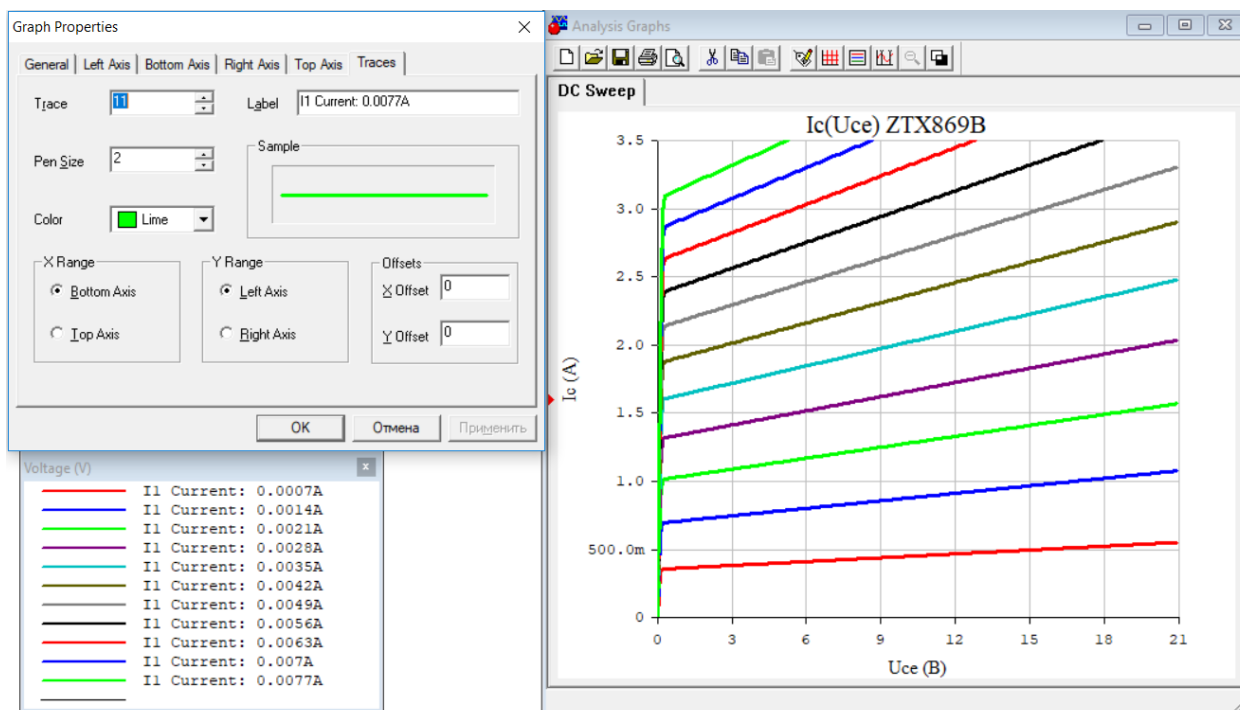 Graph Properties
General
Left Axis
Bottom Axis
Right Axis
Top Axis
Traces
Trace
11
Label
I1 Current: 0.0077A
Pen Size
2
Sample
Color
Lime
X Range
Bottom Axis
Top Axis
Y Range
Left Axis
Right Axis
Offsets
X Offset
0
Y Offset
0
OK
Отмена
Применить
Voltage (V)
I1 Current: 0.0007A
I1 Current: 0.0014A
I1 Current: 0.0021A
I1 Current: 0.0028A
I1 Current: 0.0035A
I1 Current: 0.0042A
I1 Current: 0.0049A
I1 Current: 0.0056A
I1 Current: 0.0063A
I1 Current: 0.007A
I1 Current: 0.0077A
Analysis Graphs
DC Sweep
Ic(Uce) ZTX869B
3.5
3.0
2.5
2.0
1.5
1.0
500.0m
0
Ic (A)
0 3 6 9 12 15 18 21
Uce (В)